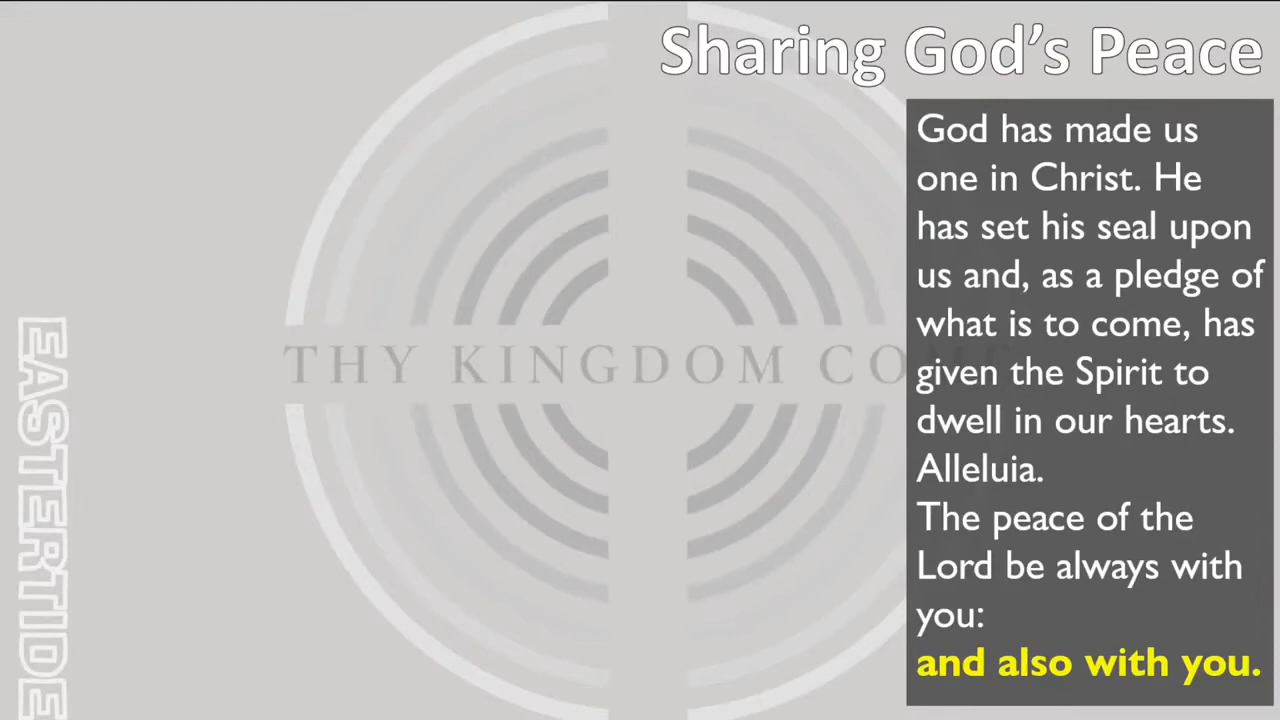 Sharing God's Peace
God has made us
one in Christ. He
has set his seal upon
us and, as a pledge of
what is to come, has
given the Spirit to
dwell in our hearts.
Alleluia.
The peace of the
Lord be always with
you:
and also with you.
THY KINGDOM COM
EASTERTIDE